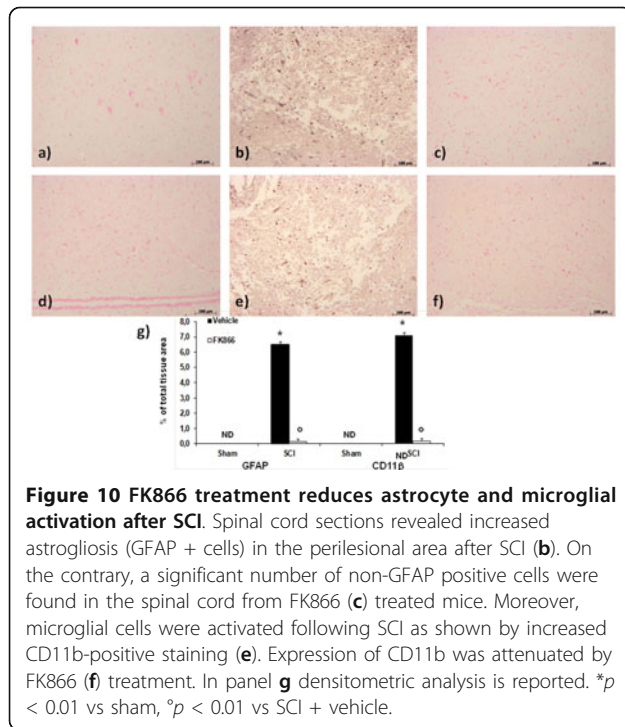 a)
b)
c)
d)
e)
f)
g)
Vehicle
FK866
% of total tissue area
8,0
7,0
6,0
5,0
4,0
3,0
2,0
1,0
0,0
*
*
ND
ND
Sham
SCI
Sham
NDSCI
GFAP
CD11β
Figure 10 FK866 treatment reduces astrocyte and microglial
activation after SCI. Spinal cord sections revealed increased
astrogliosis (GFAP + cells) in the perilesional area after SCI (b). On
the contrary, a significant number of non-GFAP positive cells were
found in the spinal cord from FK866 (c) treated mice. Moreover,
microglial cells were activated following SCI as shown by increased
CD11b-positive staining (e). Expression of CD11b was attenuated by
FK866 (f) treatment. In panel g densitometric analysis is reported. *p
< 0.01 vs sham, °p < 0.01 vs SCI + vehicle.